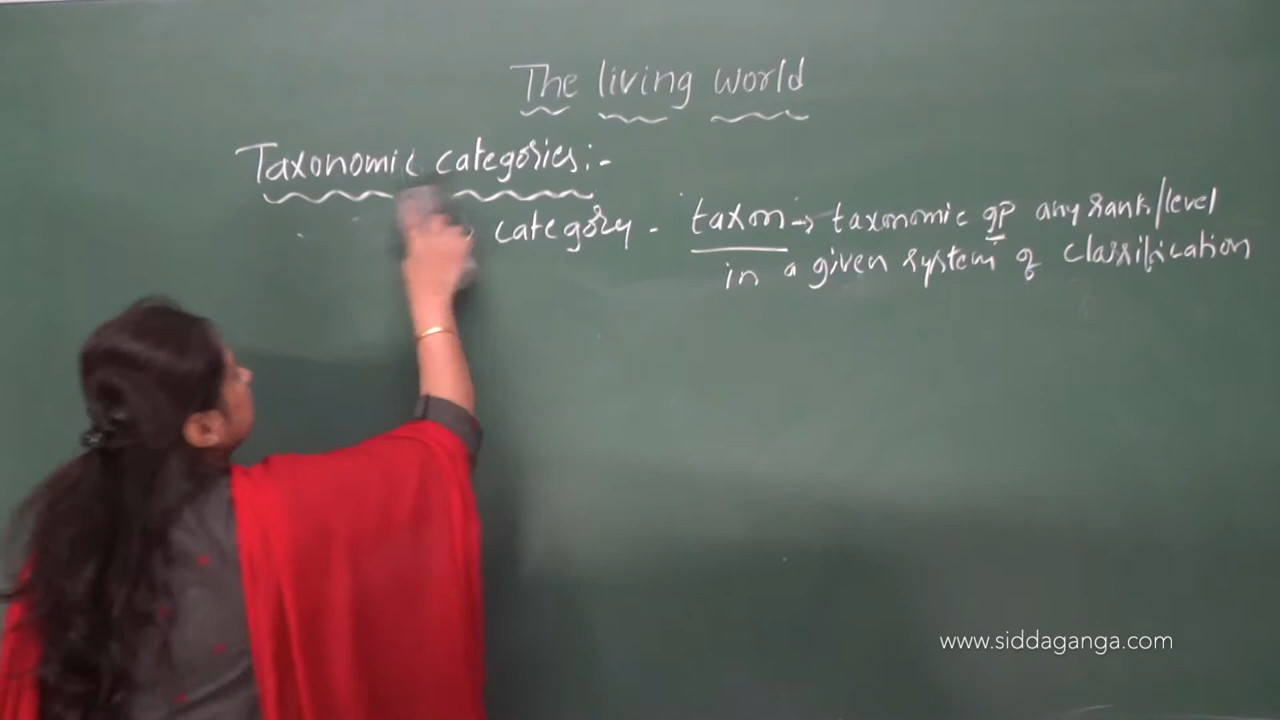 The living world
Taxonomic categories:-
category - taxon → taxonomic gp any rank/level
in a given system of classification
www.siddaganga.com